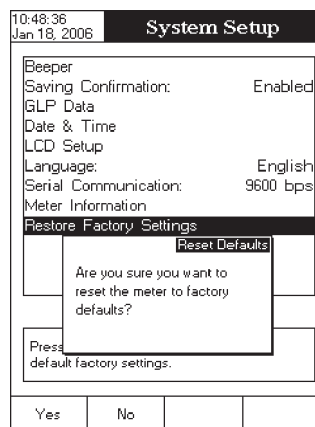 10:48:36
Jan 18, 2006
System Setup
Beeper
Saving Confirmation: Enabled
GLP Data
Date & Time
LCD Setup
Language: English
Serial Communication: 9600 bps
Meter Information
Restore Factory Settings
Reset Defaults
Are you sure you want to
reset the meter to factory
defaults?
Press
default factory settings.
Yes No